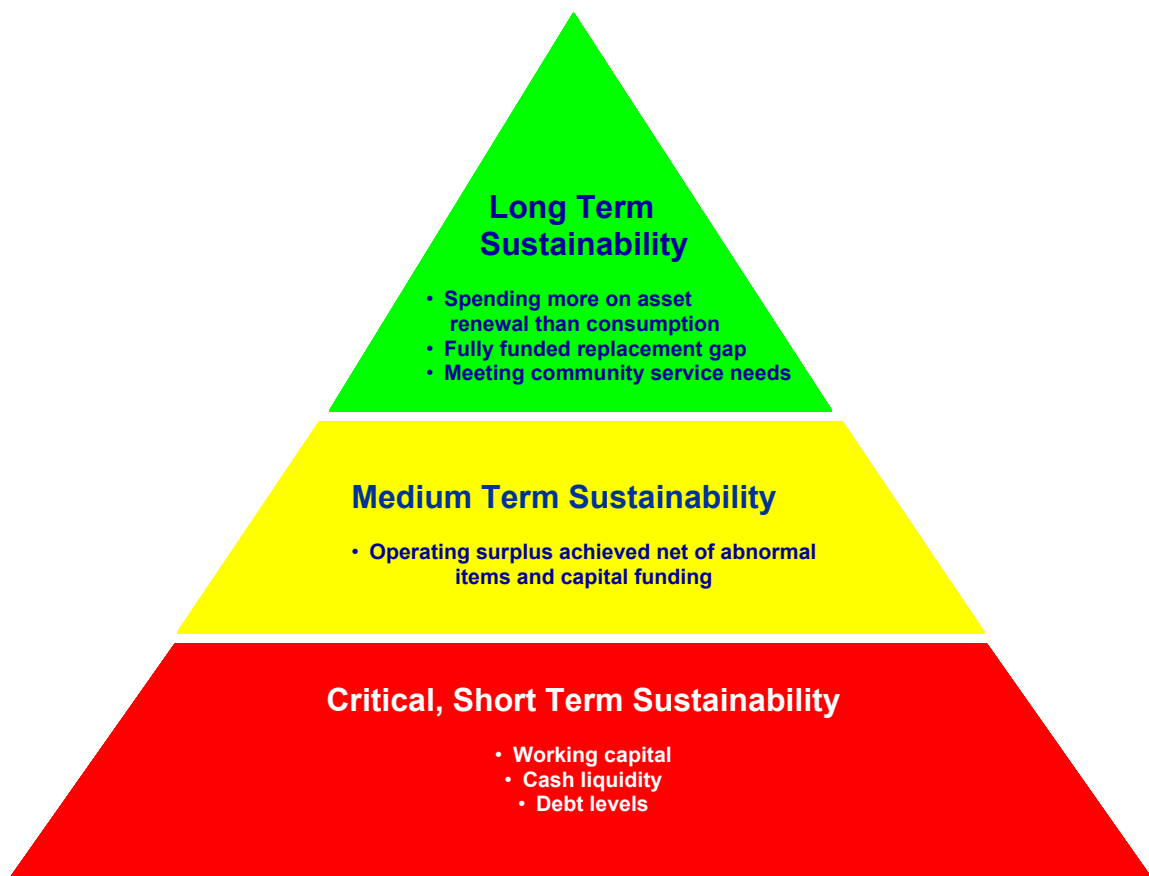 Long Term
Sustainability
• Spending more on asset
renewal than consumption
• Fully funded replacement gap
• Meeting community service needs
Medium Term Sustainability
• Operating surplus achieved net of abnormal
items and capital funding
Critical, Short Term Sustainability
• Working capital
• Cash liquidity
• Debt levels